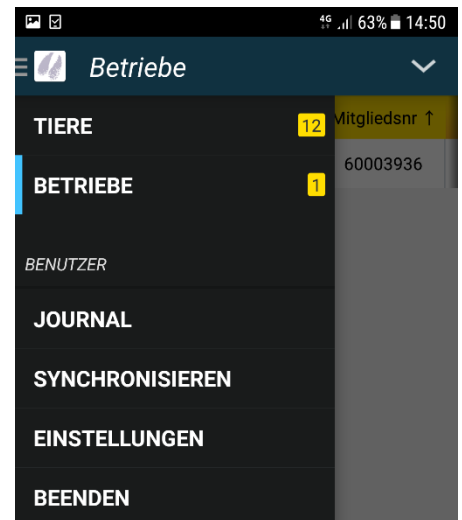 4G 63% 14:50
Betriebe
TIERE 12
Mitgliedsnr ↑
60003936
BETRIEBE 1
BENUTZER
JOURNAL
SYNCHRONISIEREN
EINSTELLUNGEN
BEENDEN